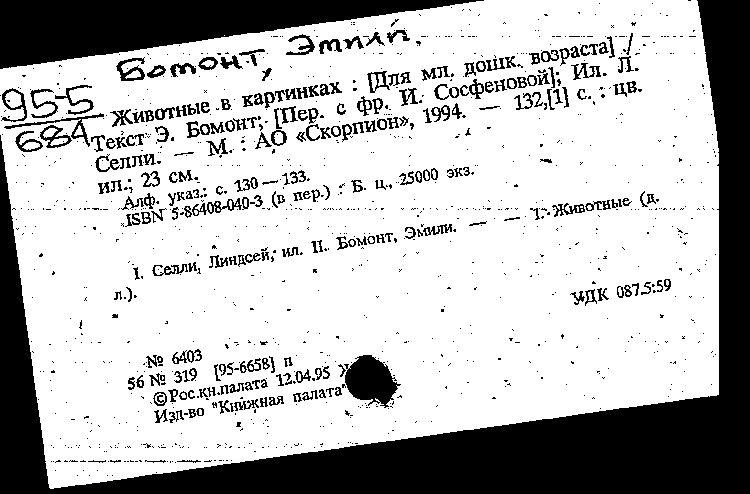 Бомонт, Эмили.
95-5
684
Животные в картинках : [Для мл. дошк. возраста] /
Текст Э. Бомонт; [Пер. с фр. И. Сосфеновой]; Ил. Л.
Селли. — М. : АО «Скорпион», 1994. — 132,[1] с. : цв.
ил.; 23 см.
Алф. указ.: с. 130—133.
ISBN 5-86408-040-3 (в пер.) : Б. ц., 25000 экз.
I. Селли, Линдсей, ил. II. Бомонт, Эмили. — — 1. Животные (д.
л.).
УДК 087.5:59
№ 6403
56 № 319 [95-6658] п
©Рос.кн.палата 12.04.95
Изд-во "Книжная палата"